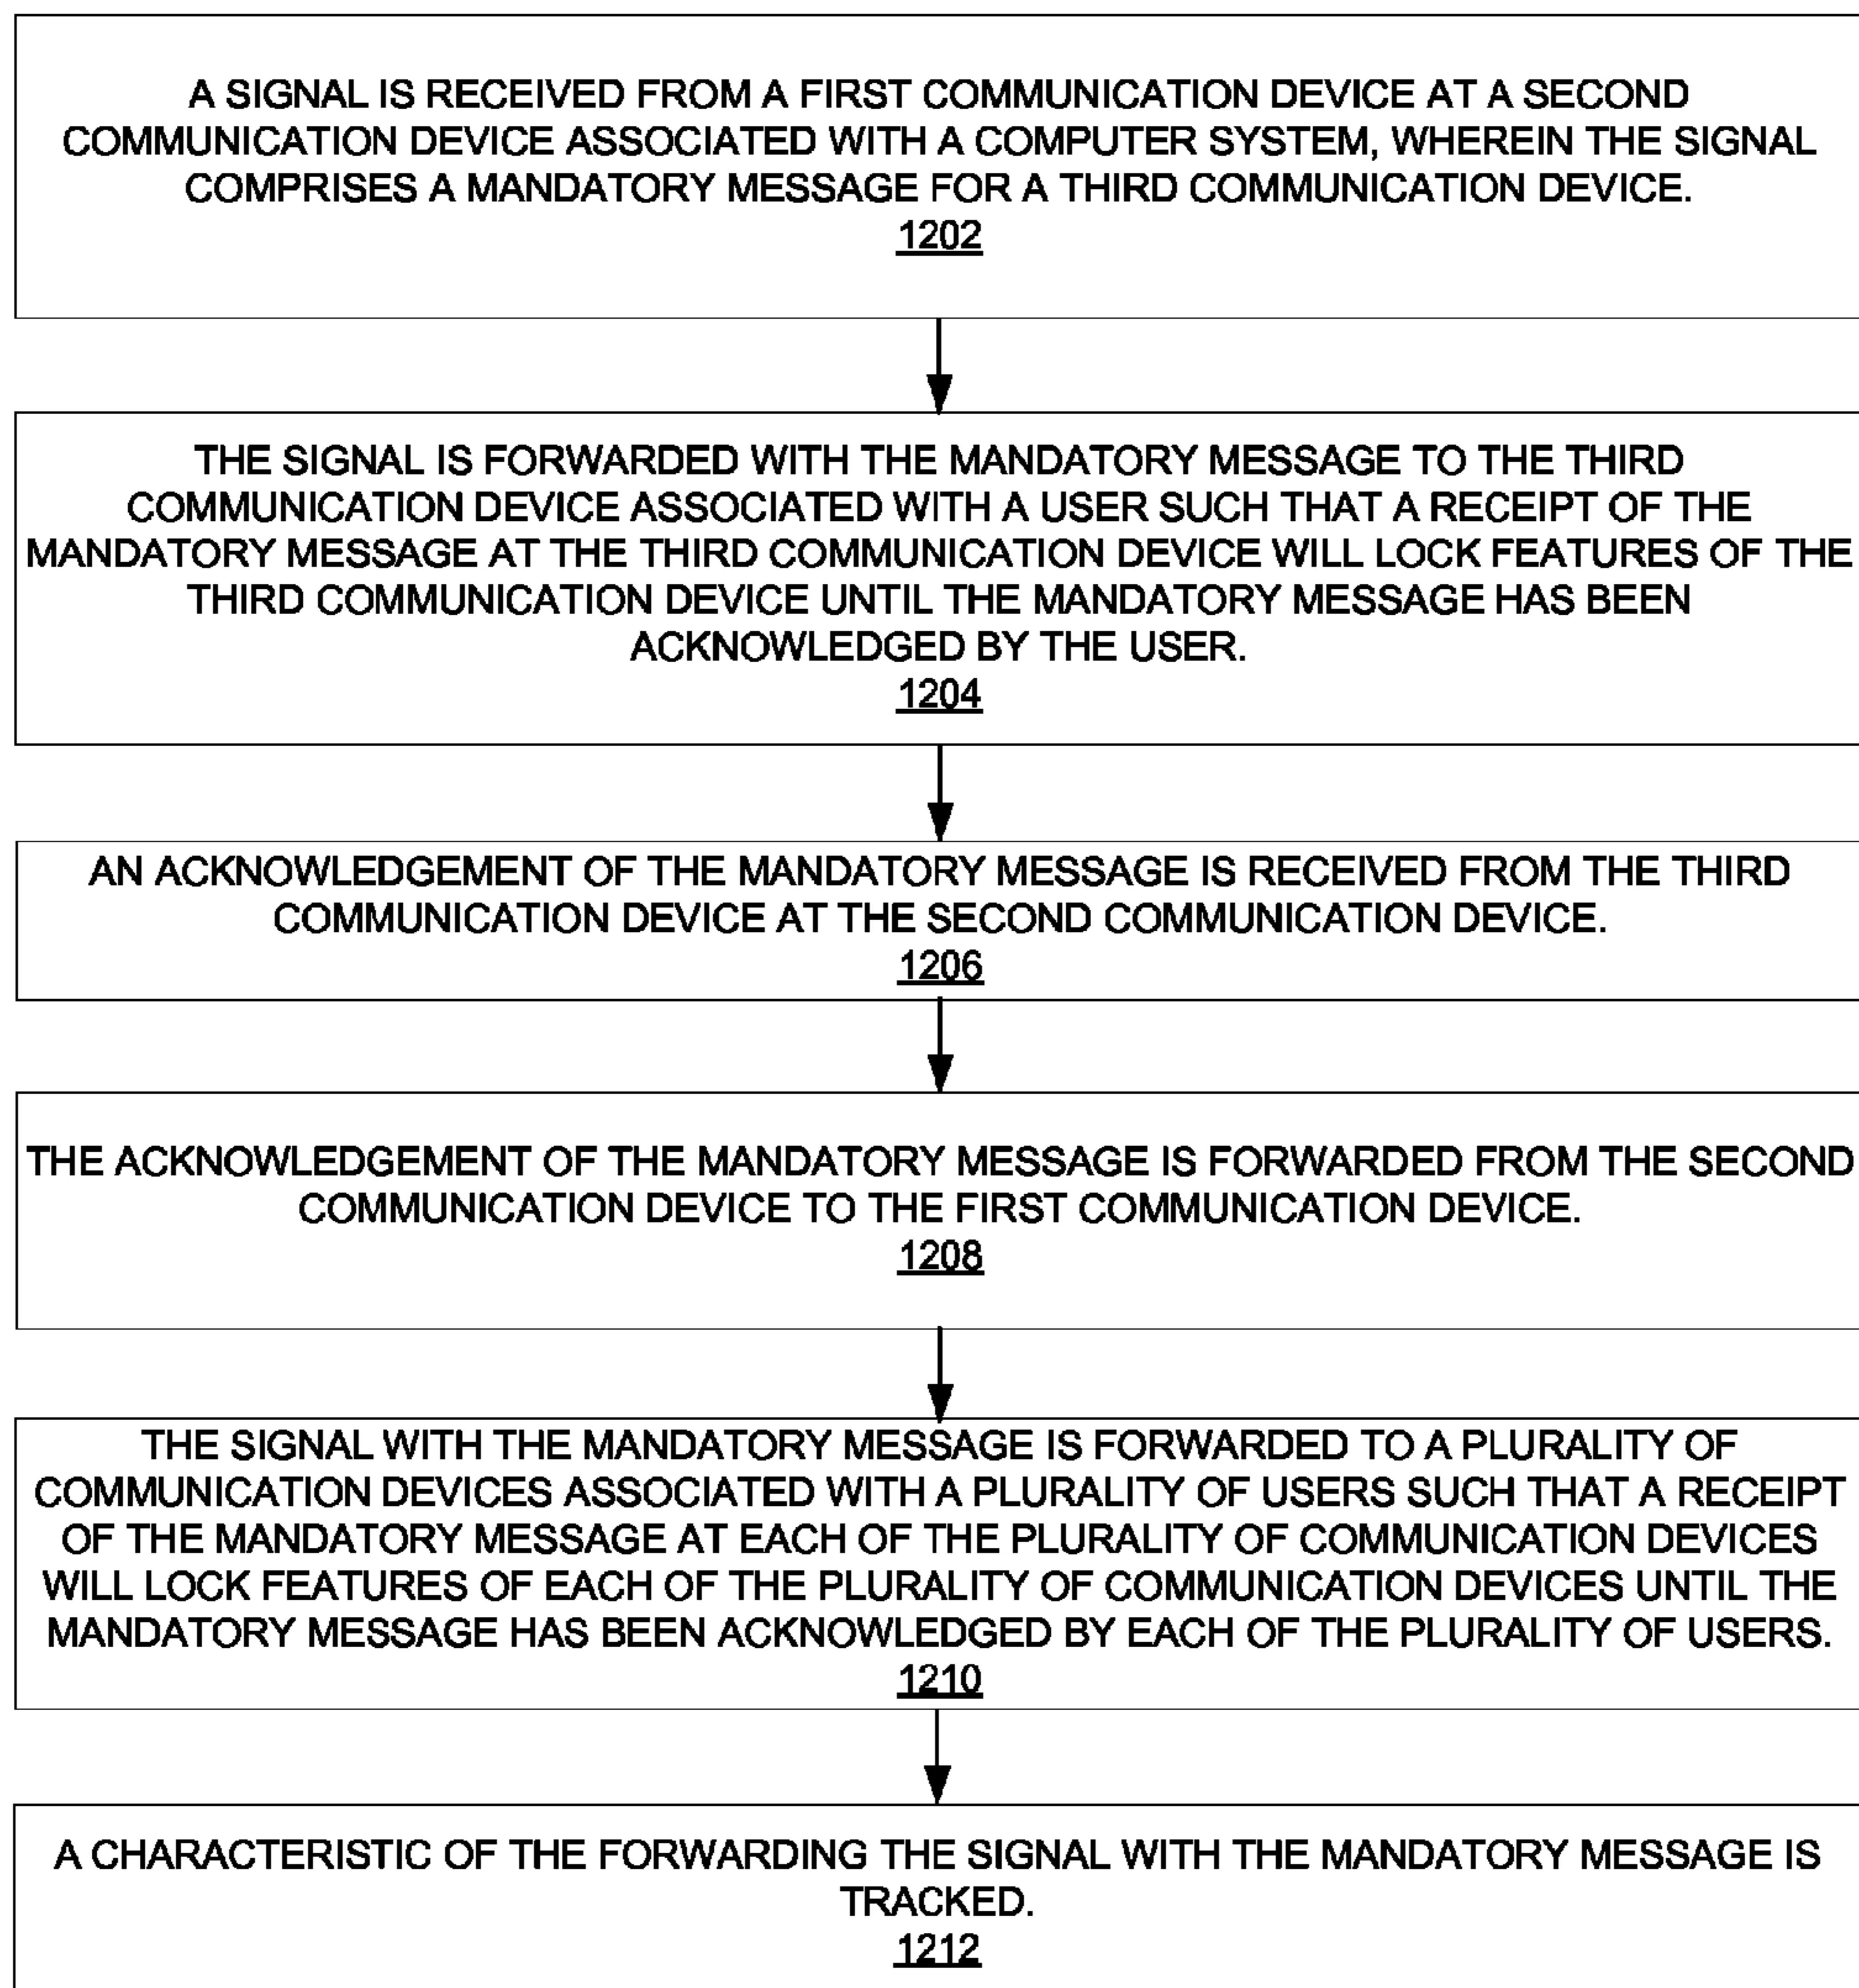 A SIGNAL IS RECEIVED FROM A FIRST COMMUNICATION DEVICE AT A SECOND
COMMUNICATION DEVICE ASSOCIATED WITH A COMPUTER SYSTEM, WHEREIN THE SIGNAL
COMPRISES A MANDATORY MESSAGE FOR A THIRD COMMUNICATION DEVICE.
1202
THE SIGNAL IS FORWARDED WITH THE MANDATORY MESSAGE TO THE THIRD
COMMUNICATION DEVICE ASSOCIATED WITH A USER SUCH THAT A RECEIPT OF THE
MANDATORY MESSAGE AT THE THIRD COMMUNICATION DEVICE WILL LOCK FEATURES OF THE
THIRD COMMUNICATION DEVICE UNTIL THE MANDATORY MESSAGE HAS BEEN
ACKNOWLEDGED BY THE USER.
1204
AN ACKNOWLEDGEMENT OF THE MANDATORY MESSAGE IS RECEIVED FROM THE THIRD
COMMUNICATION DEVICE AT THE SECOND COMMUNICATION DEVICE.
1206
THE ACKNOWLEDGEMENT OF THE MANDATORY MESSAGE IS FORWARDED FROM THE SECOND
COMMUNICATION DEVICE TO THE FIRST COMMUNICATION DEVICE.
1208
THE SIGNAL WITH THE MANDATORY MESSAGE IS FORWARDED TO A PLURALITY OF
COMMUNICATION DEVICES ASSOCIATED WITH A PLURALITY OF USERS SUCH THAT A RECEIPT
OF THE MANDATORY MESSAGE AT EACH OF THE PLURALITY OF COMMUNICATION DEVICES
WILL LOCK FEATURES OF EACH OF THE PLURALITY OF COMMUNICATION DEVICES UNTIL THE
MANDATORY MESSAGE HAS BEEN ACKNOWLEDGED BY EACH OF THE PLURALITY OF USERS.
1210
A CHARACTERISTIC OF THE FORWARDING THE SIGNAL WITH THE MANDATORY MESSAGE IS
TRACKED.
1212